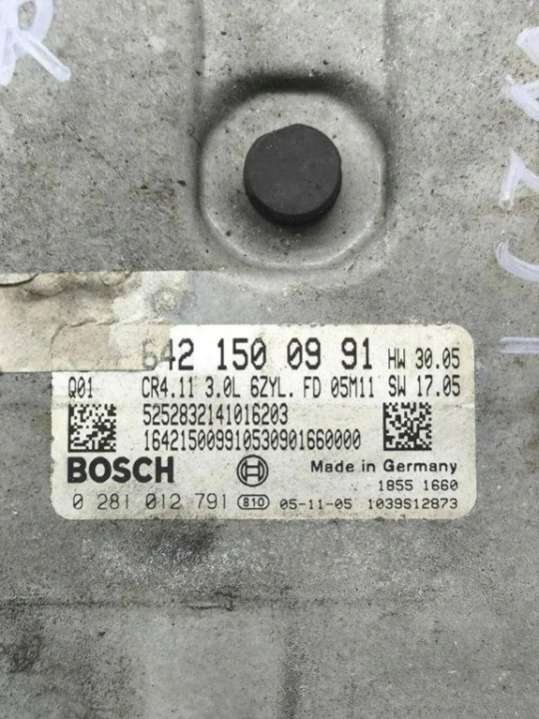 642 150 09 91 HW 30.05
Q01 CR4.11 3.0L 6ZYL. FD 05M11 SW 17.05
5252832141016203
164215009910530901660000
BOSCH Made in Germany
1855 1660
0 281 012 791 810 05-11-05 1039S12873